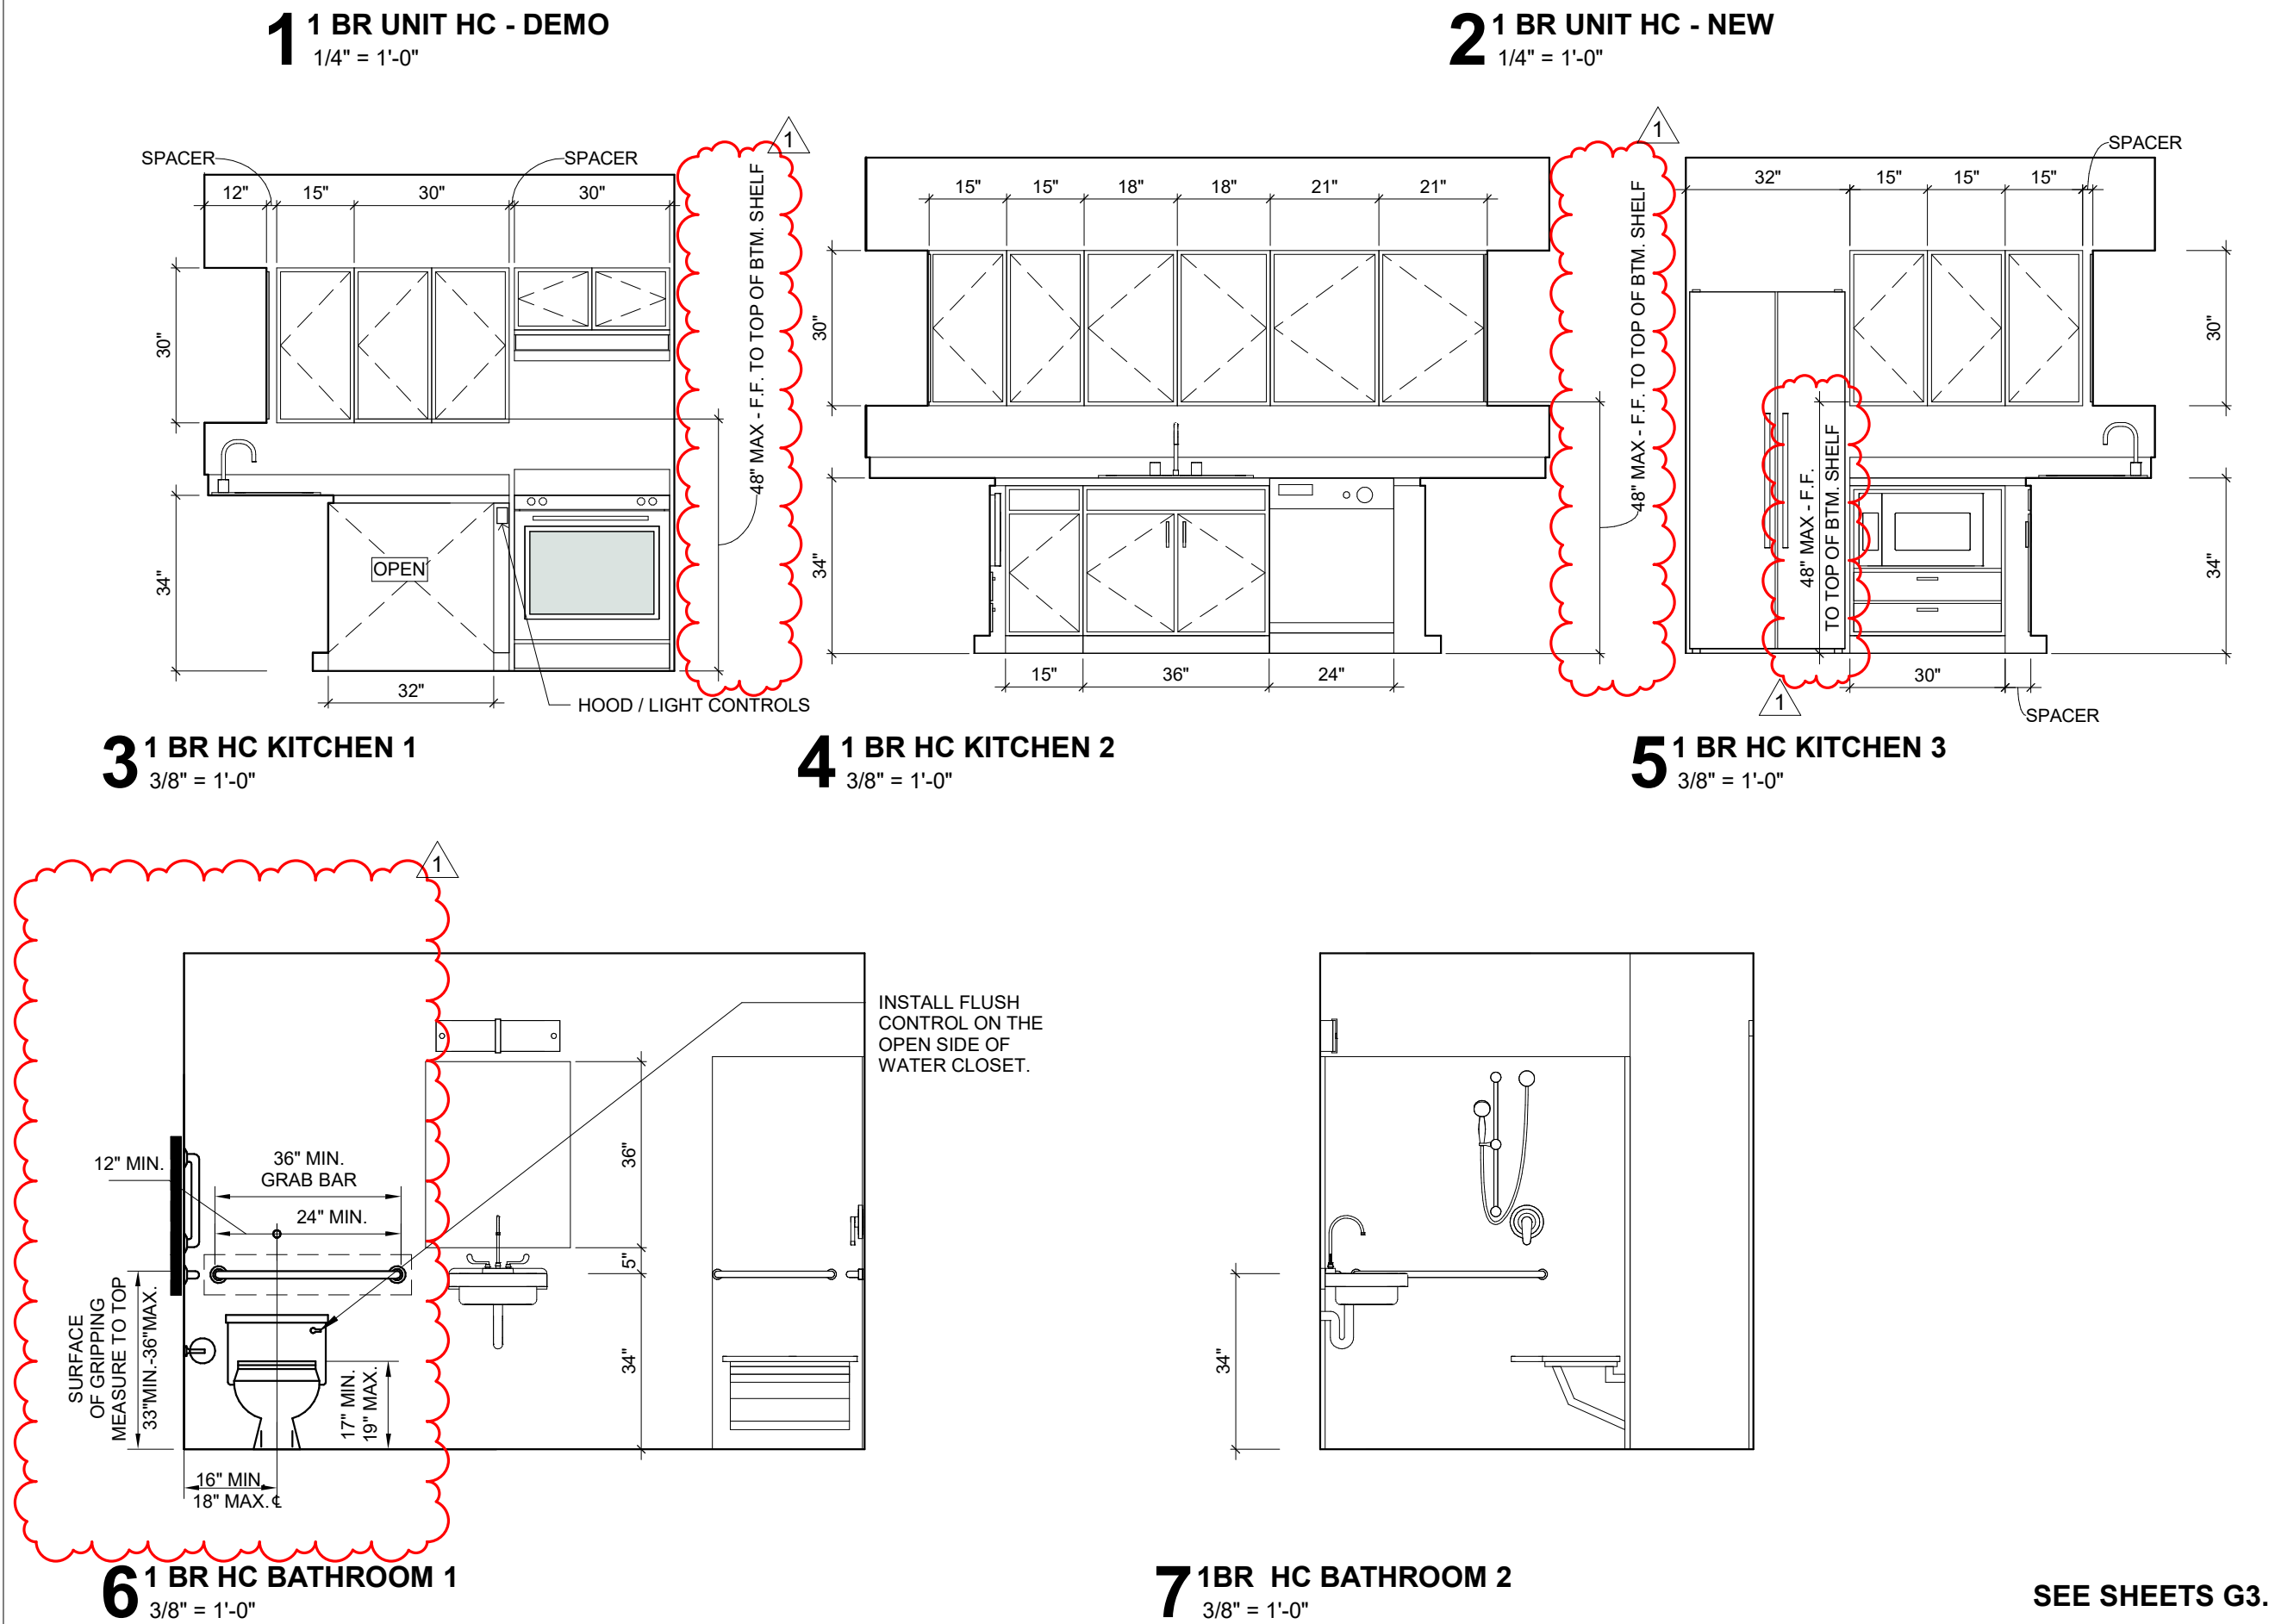 1 1 BR UNIT HC - DEMO
1/4" = 1'-0"
2 1 BR UNIT HC - NEW
1/4" = 1'-0"
SPACER
SPACER
1
12"
15"
30"
30"
30"
34"
OPEN
32"
HOOD / LIGHT CONTROLS
48" MAX - F.F. TO TOP OF BTM. SHELF
3 1 BR HC KITCHEN 1
3/8" = 1'-0"
1
15"
15"
18"
18"
21"
21"
30"
34"
15"
36"
24"
48" MAX - F.F. TO TOP OF BTM. SHELF
4 1 BR HC KITCHEN 2
3/8" = 1'-0"
SPACER
32"
15"
15"
15"
30"
34"
48" MAX - F.F.
TO TOP OF BTM. SHELF
1
30"
SPACER
5 1 BR HC KITCHEN 3
3/8" = 1'-0"
1
INSTALL FLUSH
CONTROL ON THE
OPEN SIDE OF
WATER CLOSET.
12" MIN.
36" MIN.
GRAB BAR
24" MIN.
SURFACE
OF GRIPPING
MEASURE TO TOP
33"MIN.-36"MAX.
17" MIN.
19" MAX.
16" MIN.
18" MAX. ℄
36"
5"
34"
6 1 BR HC BATHROOM 1
3/8" = 1'-0"
34"
7 1BR HC BATHROOM 2
3/8" = 1'-0"
SEE SHEETS G3.